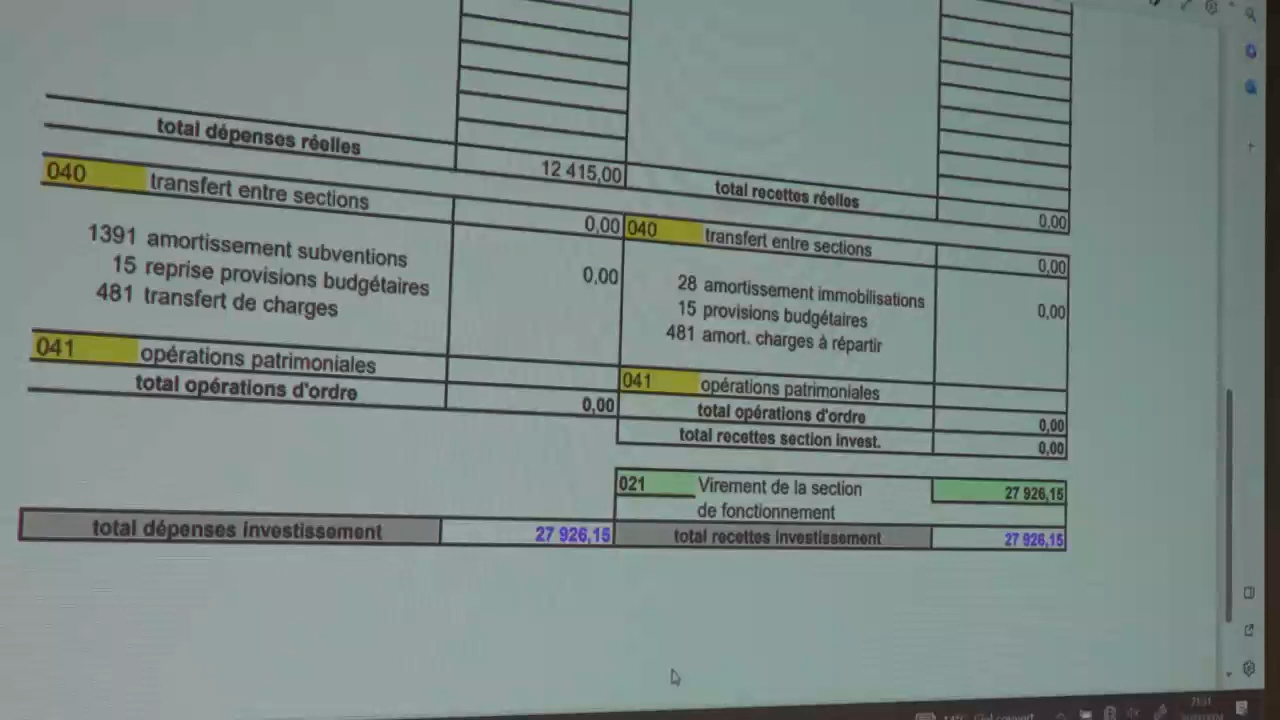 total dépenses réelles 12 415,00 total recettes réelles 0,00
040 transfert entre sections 0,00 040 transfert entre sections 0,00
1391 amortissement subventions 0,00 28 amortissement immobilisations 0,00
15 reprise provisions budgétaires 15 provisions budgétaires
481 transfert de charges 481 amort. charges à répartir
041 opérations patrimoniales 041 opérations patrimoniales
total opérations d'ordre 0,00 total opérations d'ordre 0,00
total recettes section invest. 0,00
021 Virement de la section 27 926,15
de fonctionnement
total dépenses investissement 27 926,15 total recettes investissement 27 926,15